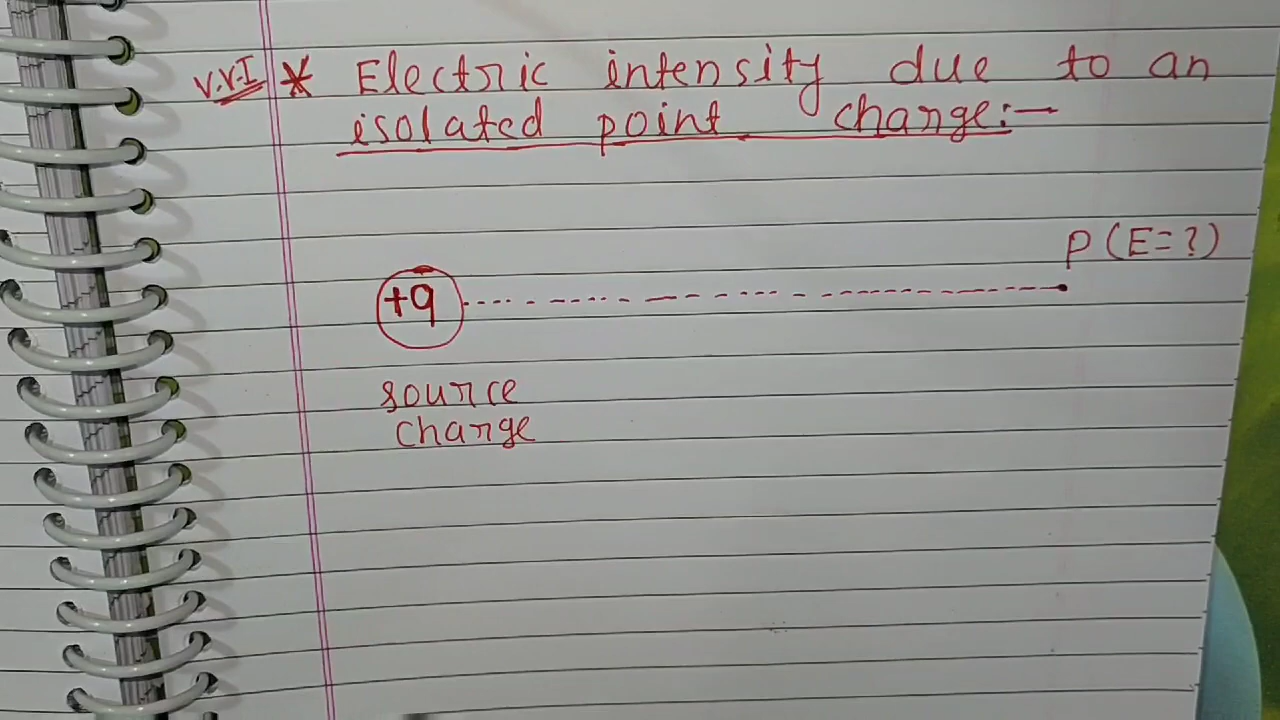 V.V.I * Electric intensity due to an
isolated point charge:-
P (E=?)
+q
source
charge